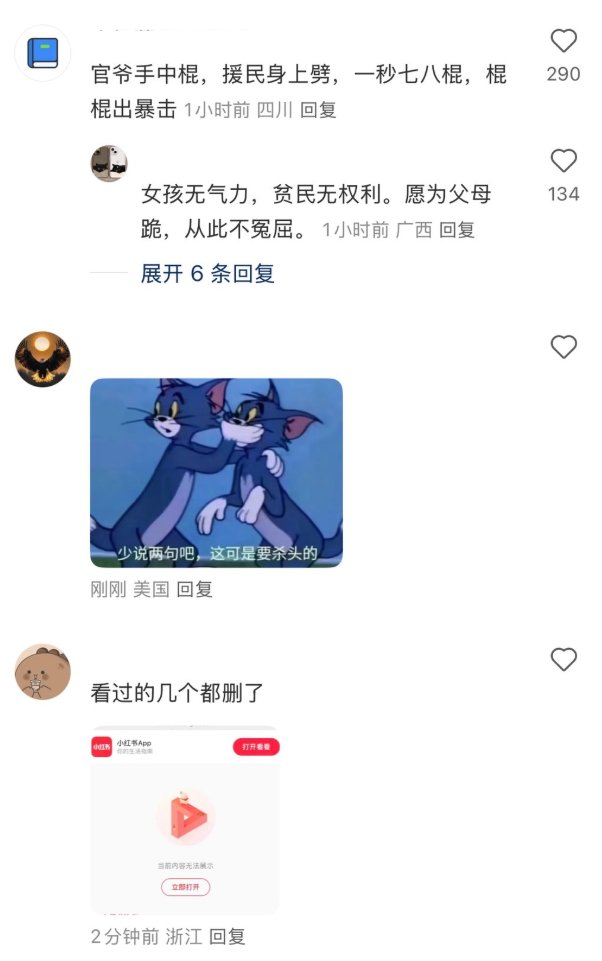 官爷手中棍，援民身上劈，一秒七八棍，棍
棍出暴击 1小时前 四川 回复
290
女孩无气力，贫民无权利。愿为父母
跪，从此不冤屈。 1小时前 广西 回复
134
展开 6 条回复
少说两句吧，这可是要杀头的
刚刚 美国 回复
看过的几个都删了
小红书
小红书App
你的生活指南
打开看看
当前内容无法展示
立即打开
2分钟前 浙江 回复